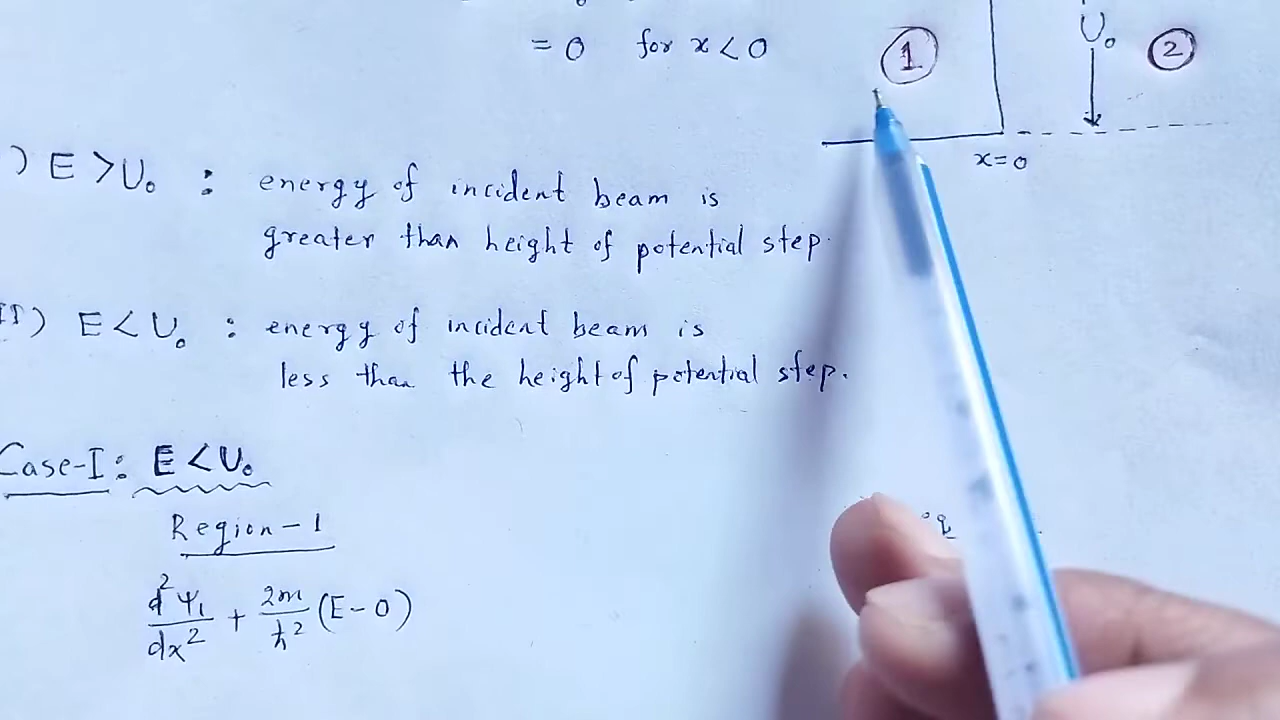 = 0 for x < 0
1
U₀
2
x=0
) E > U₀ : energy of incident beam is
greater than height of potential step.
II) E < U₀ : energy of incident beam is
less than the height of potential step.
Case-I: E < U₀
Region-1
d²ψ₁/dx² + 2m/ħ² (E-0)